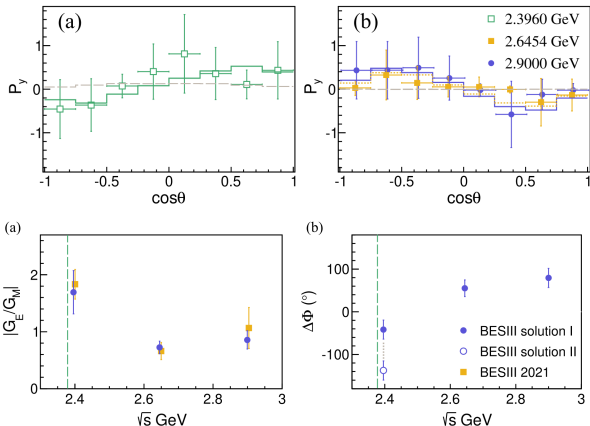 (a)
2.3960 GeV
P_y
1
0
-1
-1 -0.5 0 0.5 1
cosθ
(b)
2.3960 GeV
2.6454 GeV
2.9000 GeV
P_y
1
0
-1
-1 -0.5 0 0.5 1
cosθ
(a)
|G_E/G_M|
2
1
0
2.4 2.6 2.8 3
√s GeV
(b)
ΔΦ (°)
100
0
-100
2.4 2.6 2.8 3
√s GeV
BESIII solution I
BESIII solution II
BESIII 2021